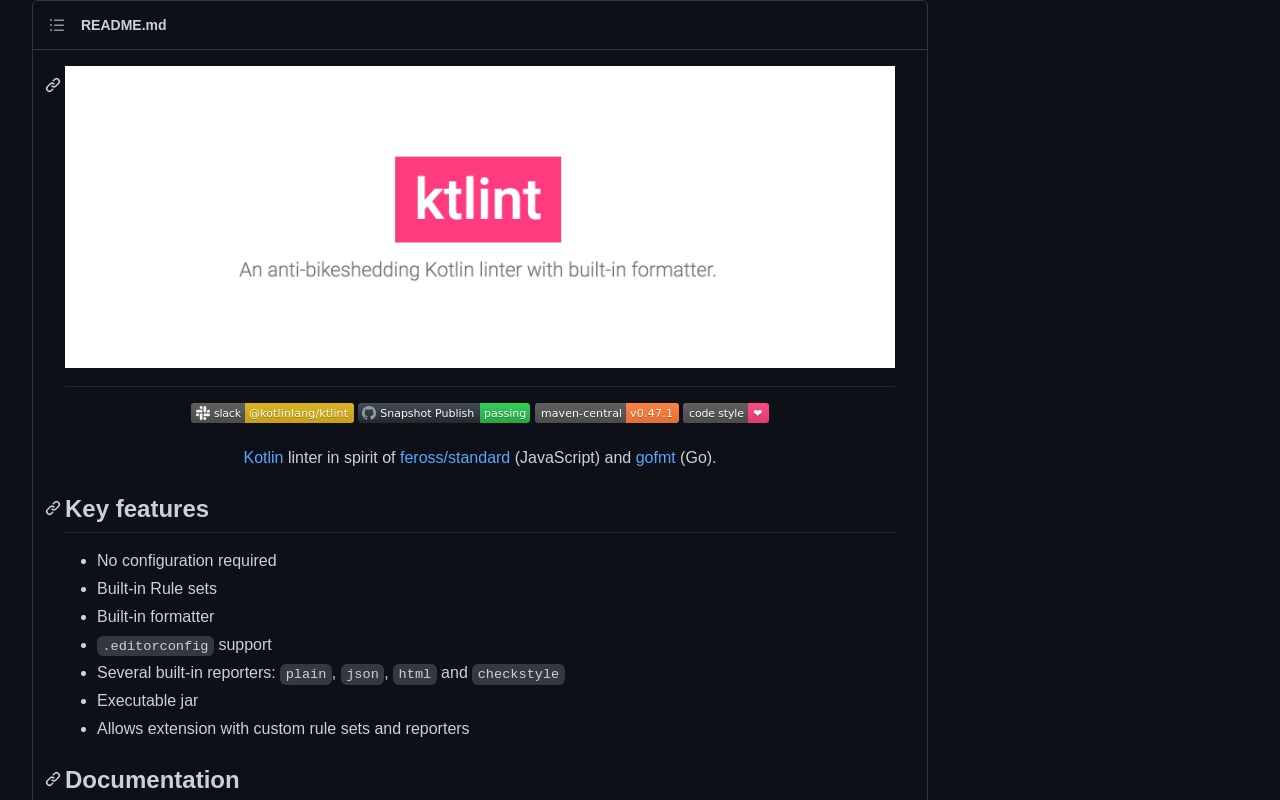 README.md
ktlint
An anti-bikeshedding Kotlin linter with built-in formatter.
slack @kotlinlang/ktlint Snapshot Publish passing maven-central v0.47.1 code style ❤
Kotlin linter in spirit of feross/standard (JavaScript) and gofmt (Go).
Key features
No configuration required
Built-in Rule sets
Built-in formatter
.editorconfig support
Several built-in reporters: plain, json, html and checkstyle
Executable jar
Allows extension with custom rule sets and reporters
Documentation